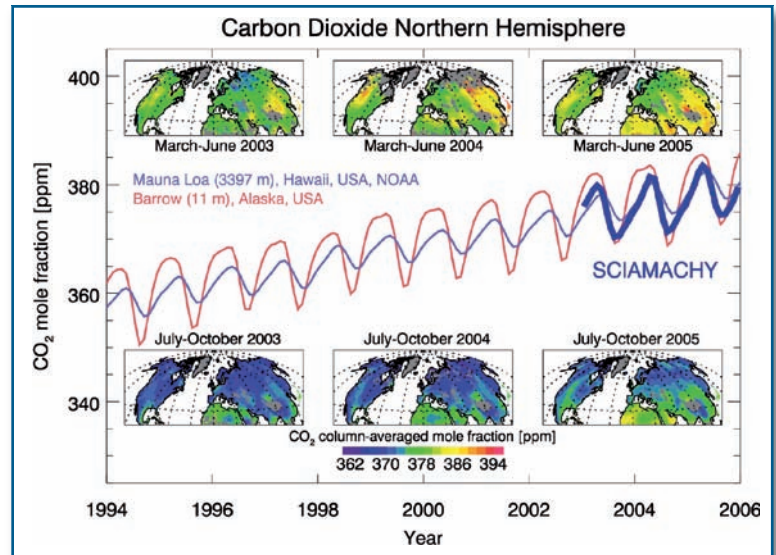 Carbon Dioxide Northern Hemisphere
400
March-June 2003
March-June 2004
March-June 2005
Mauna Loa (3397 m), Hawaii, USA, NOAA
Barrow (11 m), Alaska, USA
380
CO₂ mole fraction [ppm]
360
SCIAMACHY
July-October 2003
July-October 2004
July-October 2005
340
CO₂ column-averaged mole fraction [ppm]
362 370 378 386 394
1994 1996 1998 2000 2002 2004 2006
Year